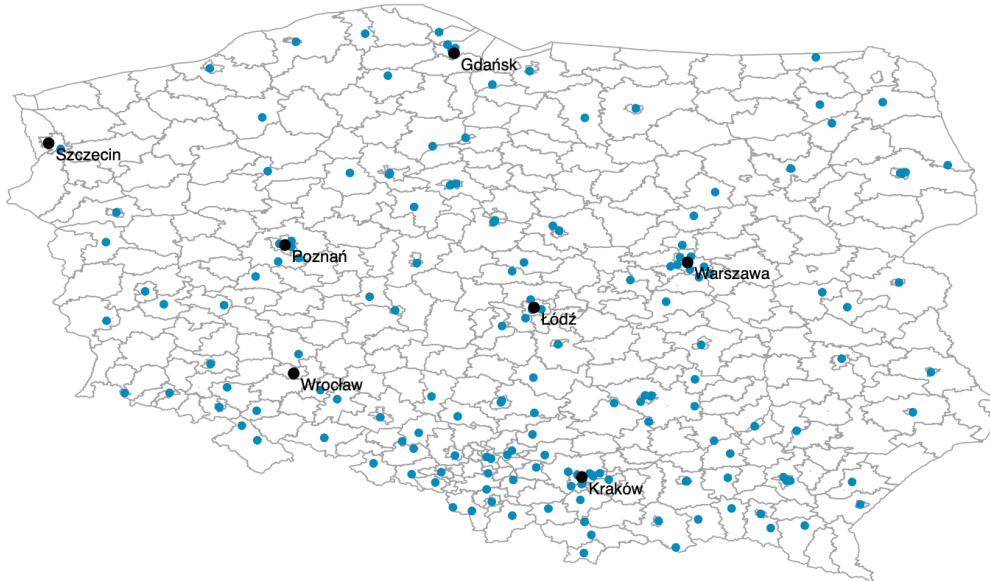 Gdańsk
Szczecin
Poznań
Warszawa
Łódź
Wrocław
Kraków